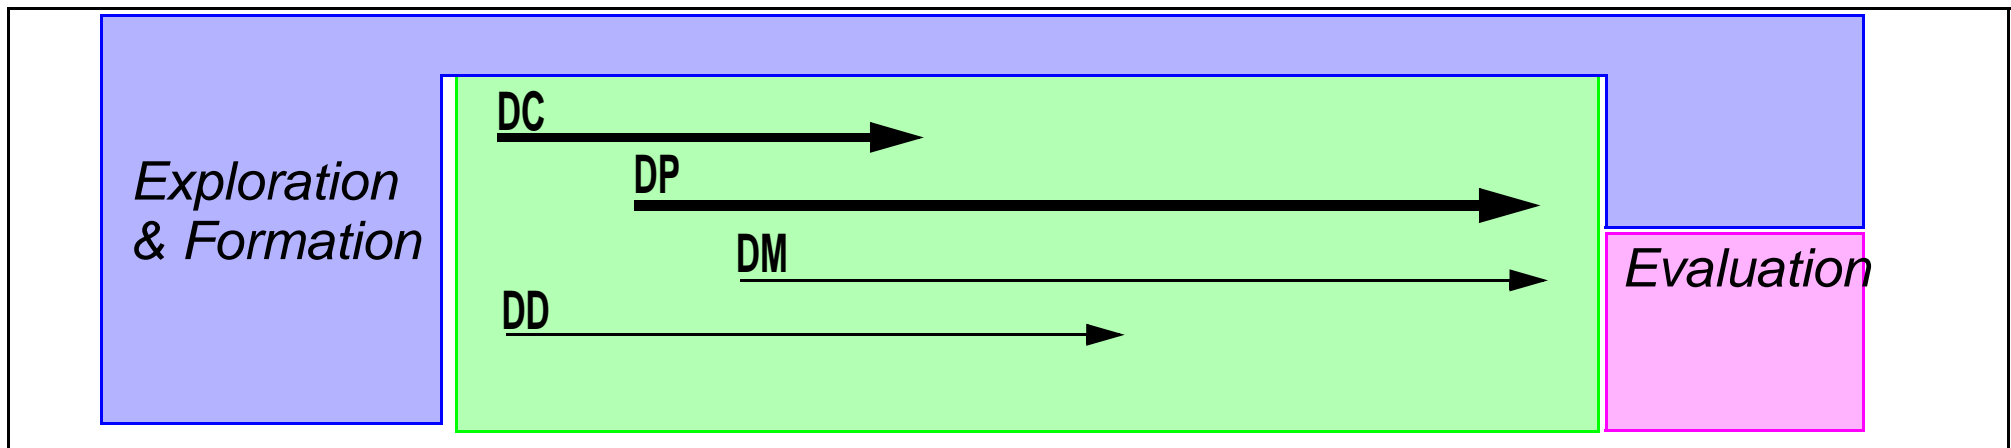 Exploration
& Formation
DC
DP
DM
DD
Evaluation